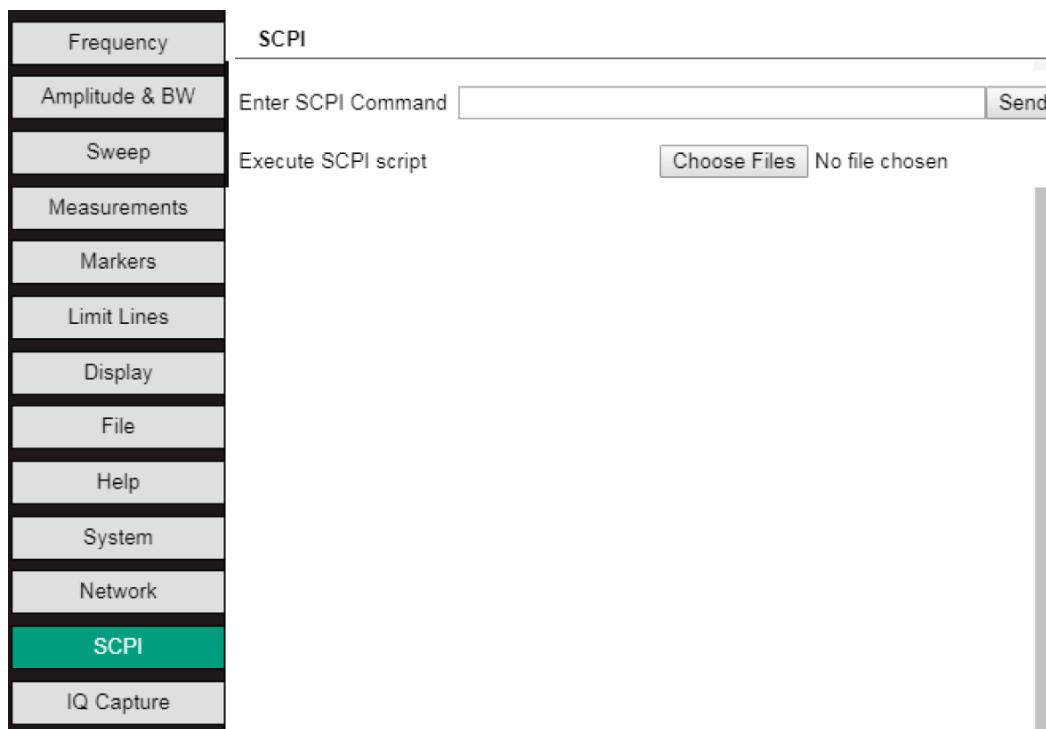 Frequency
Amplitude & BW
Sweep
Measurements
Markers
Limit Lines
Display
File
Help
System
Network
SCPI
IQ Capture
SCPI
Enter SCPI Command Send
Execute SCPI script Choose Files No file chosen